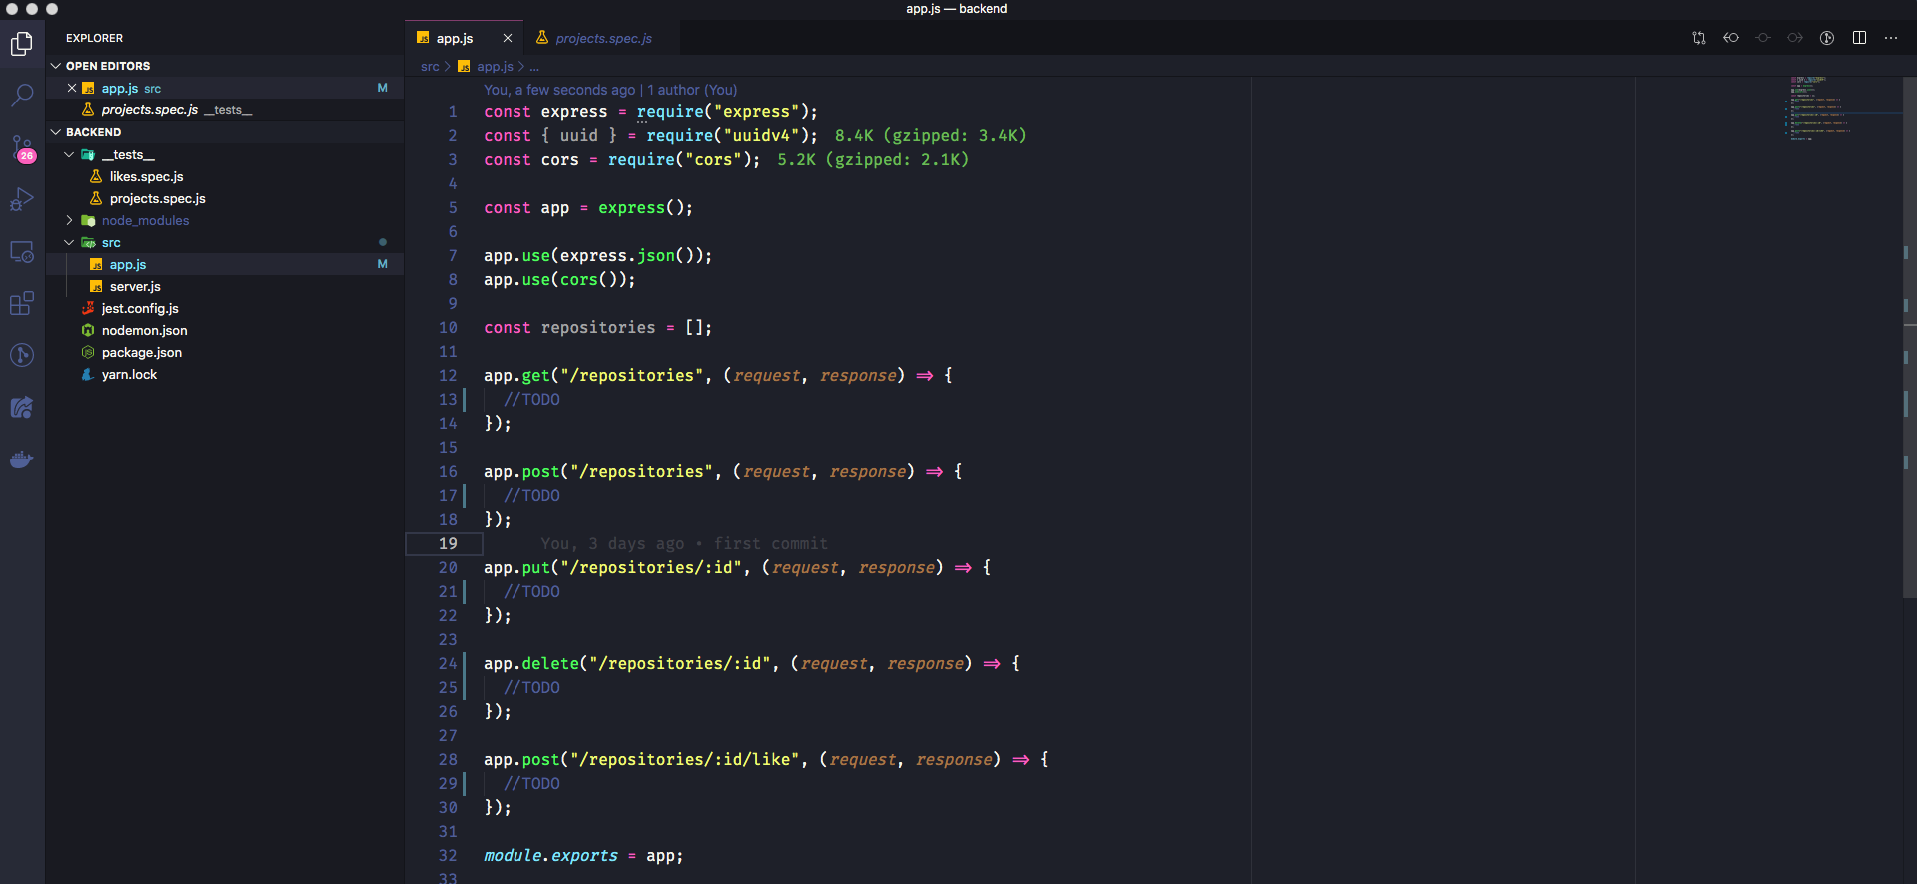 app.js — backend
EXPLORER
OPEN EDITORS
app.js src M
projects.spec.js __tests__
BACKEND
__tests__
likes.spec.js
projects.spec.js
node_modules
src
app.js M
server.js
jest.config.js
nodemon.json
package.json
yarn.lock
26
app.js
projects.spec.js
src > app.js > ...
You, a few seconds ago | 1 author (You)
1 const express = require("express");
2 const { uuid } = require("uuidv4"); 8.4K (gzipped: 3.4K)
3 const cors = require("cors"); 5.2K (gzipped: 2.1K)
4
5 const app = express();
6
7 app.use(express.json());
8 app.use(cors());
9
10 const repositories = [];
11
12 app.get("/repositories", (request, response) => {
13 //TODO
14 });
15
16 app.post("/repositories", (request, response) => {
17 //TODO
18 });
19 You, 3 days ago • first commit
20 app.put("/repositories/:id", (request, response) => {
21 //TODO
22 });
23
24 app.delete("/repositories/:id", (request, response) => {
25 //TODO
26 });
27
28 app.post("/repositories/:id/like", (request, response) => {
29 //TODO
30 });
31
32 module.exports = app;
33